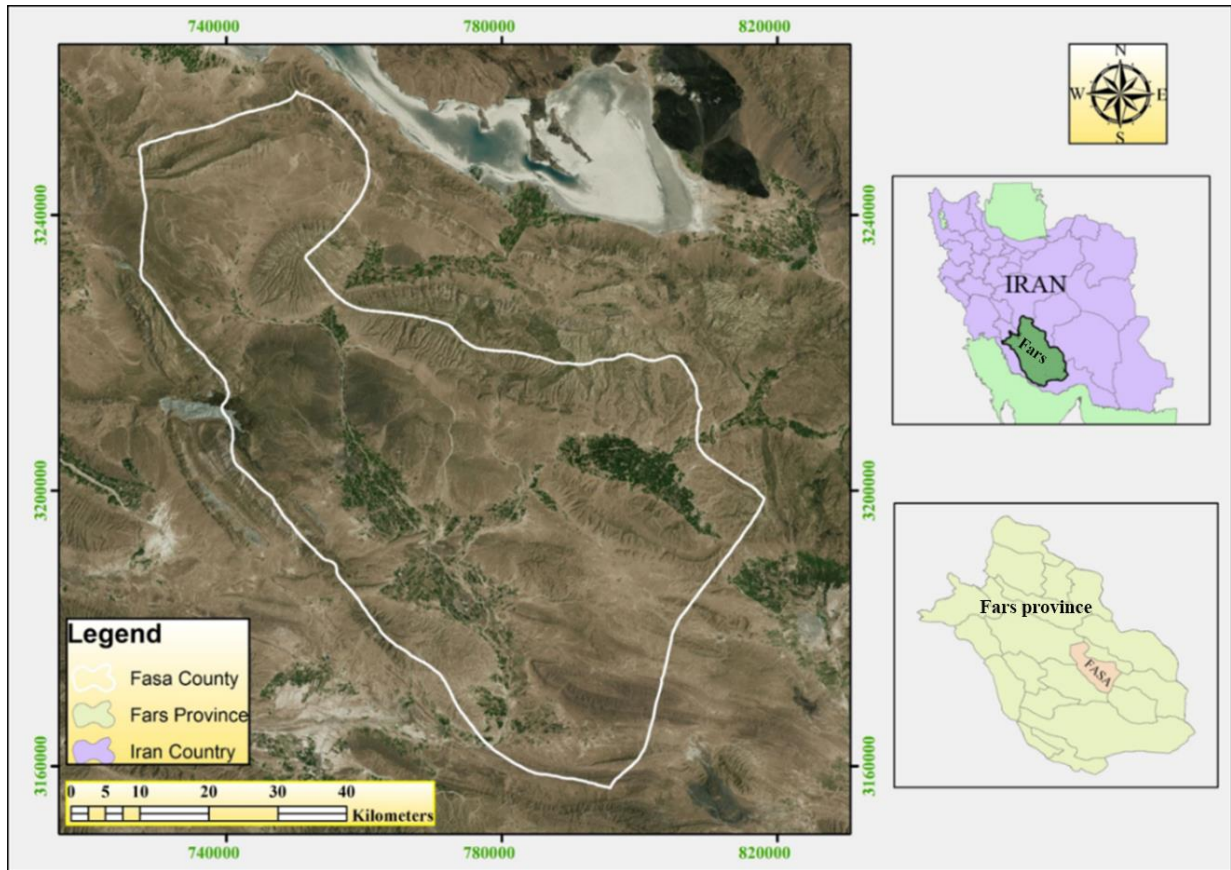 740000 780000 820000
N
W E
S
3240000 3240000
IRAN
Fars
3200000 3200000
Fars province
FASA
Legend
Fasa County
Fars Province
Iran Country
3160000 3160000
0 5 10 20 30 40
Kilometers
740000 780000 820000